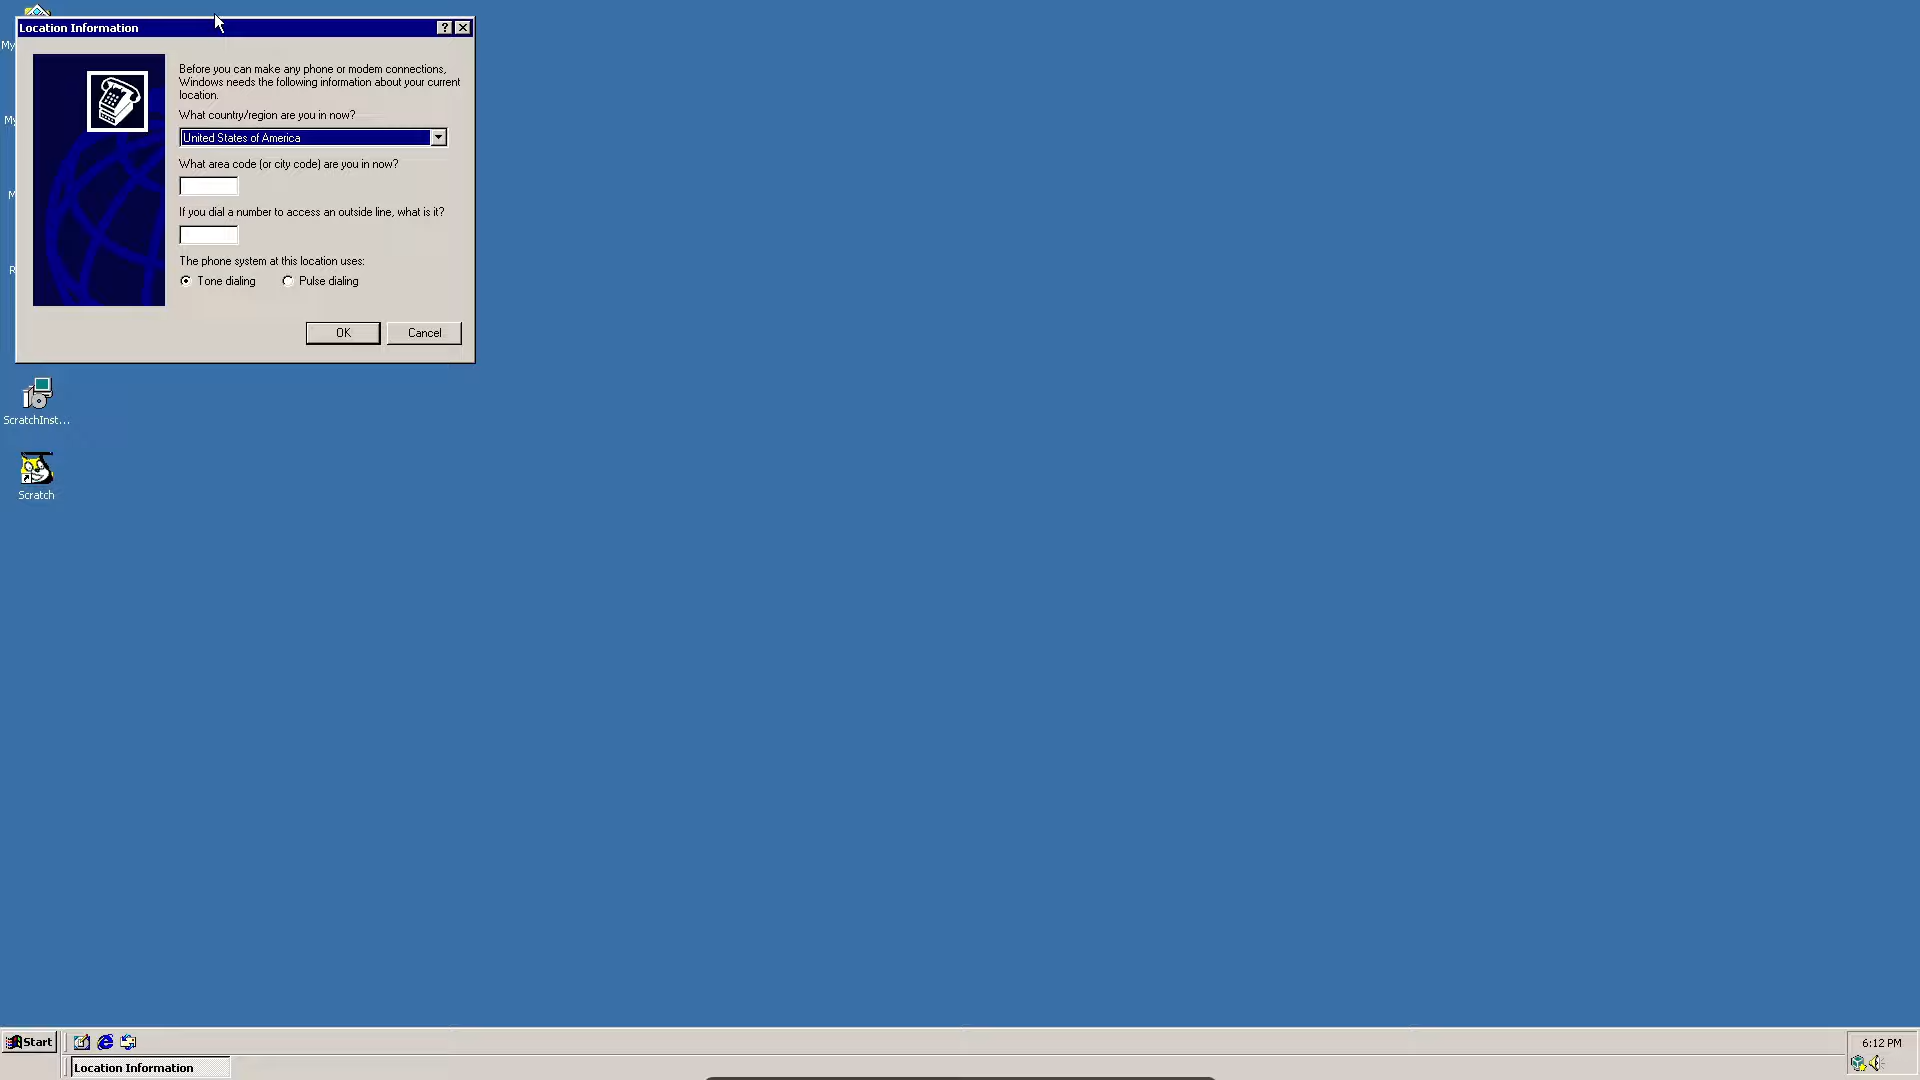 Location Information
Before you can make any phone or modem connections,
Windows needs the following information about your current
location.
What country/region are you in now?
United States of America
What area code (or city code) are you in now?
If you dial a number to access an outside line, what is it?
The phone system at this location uses:
Tone dialing
Pulse dialing
OK
Cancel
My
My
M
R
ScratchInst...
Scratch
Start
Location Information
6:12 PM